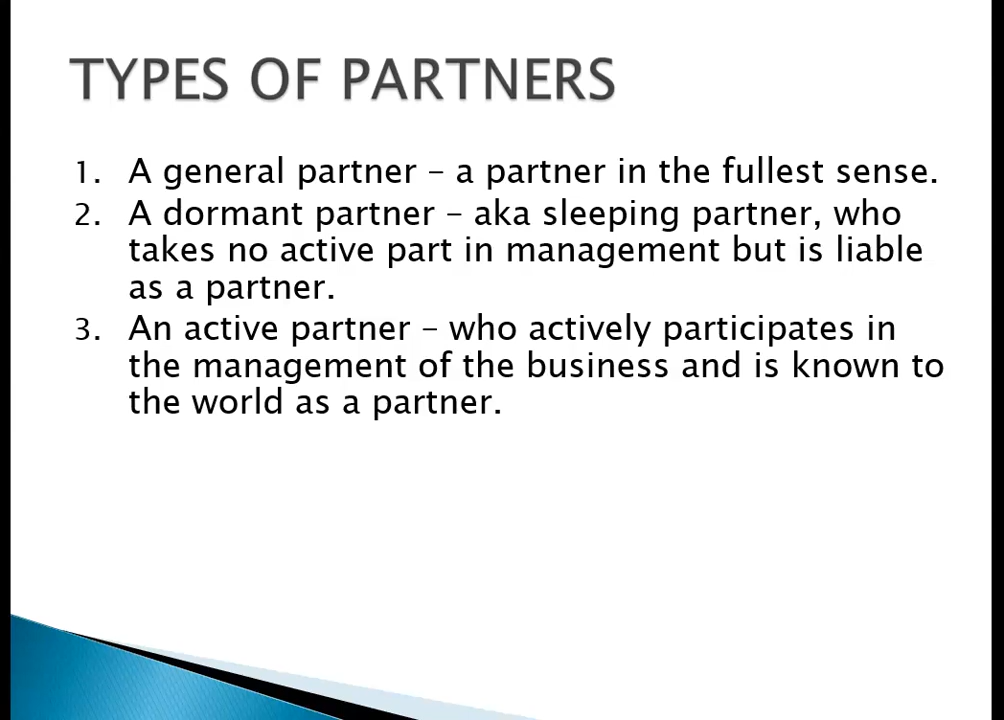 TYPES OF PARTNERS
1. A general partner – a partner in the fullest sense.
2. A dormant partner – aka sleeping partner, who
takes no active part in management but is liable
as a partner.
3. An active partner – who actively participates in
the management of the business and is known to
the world as a partner.